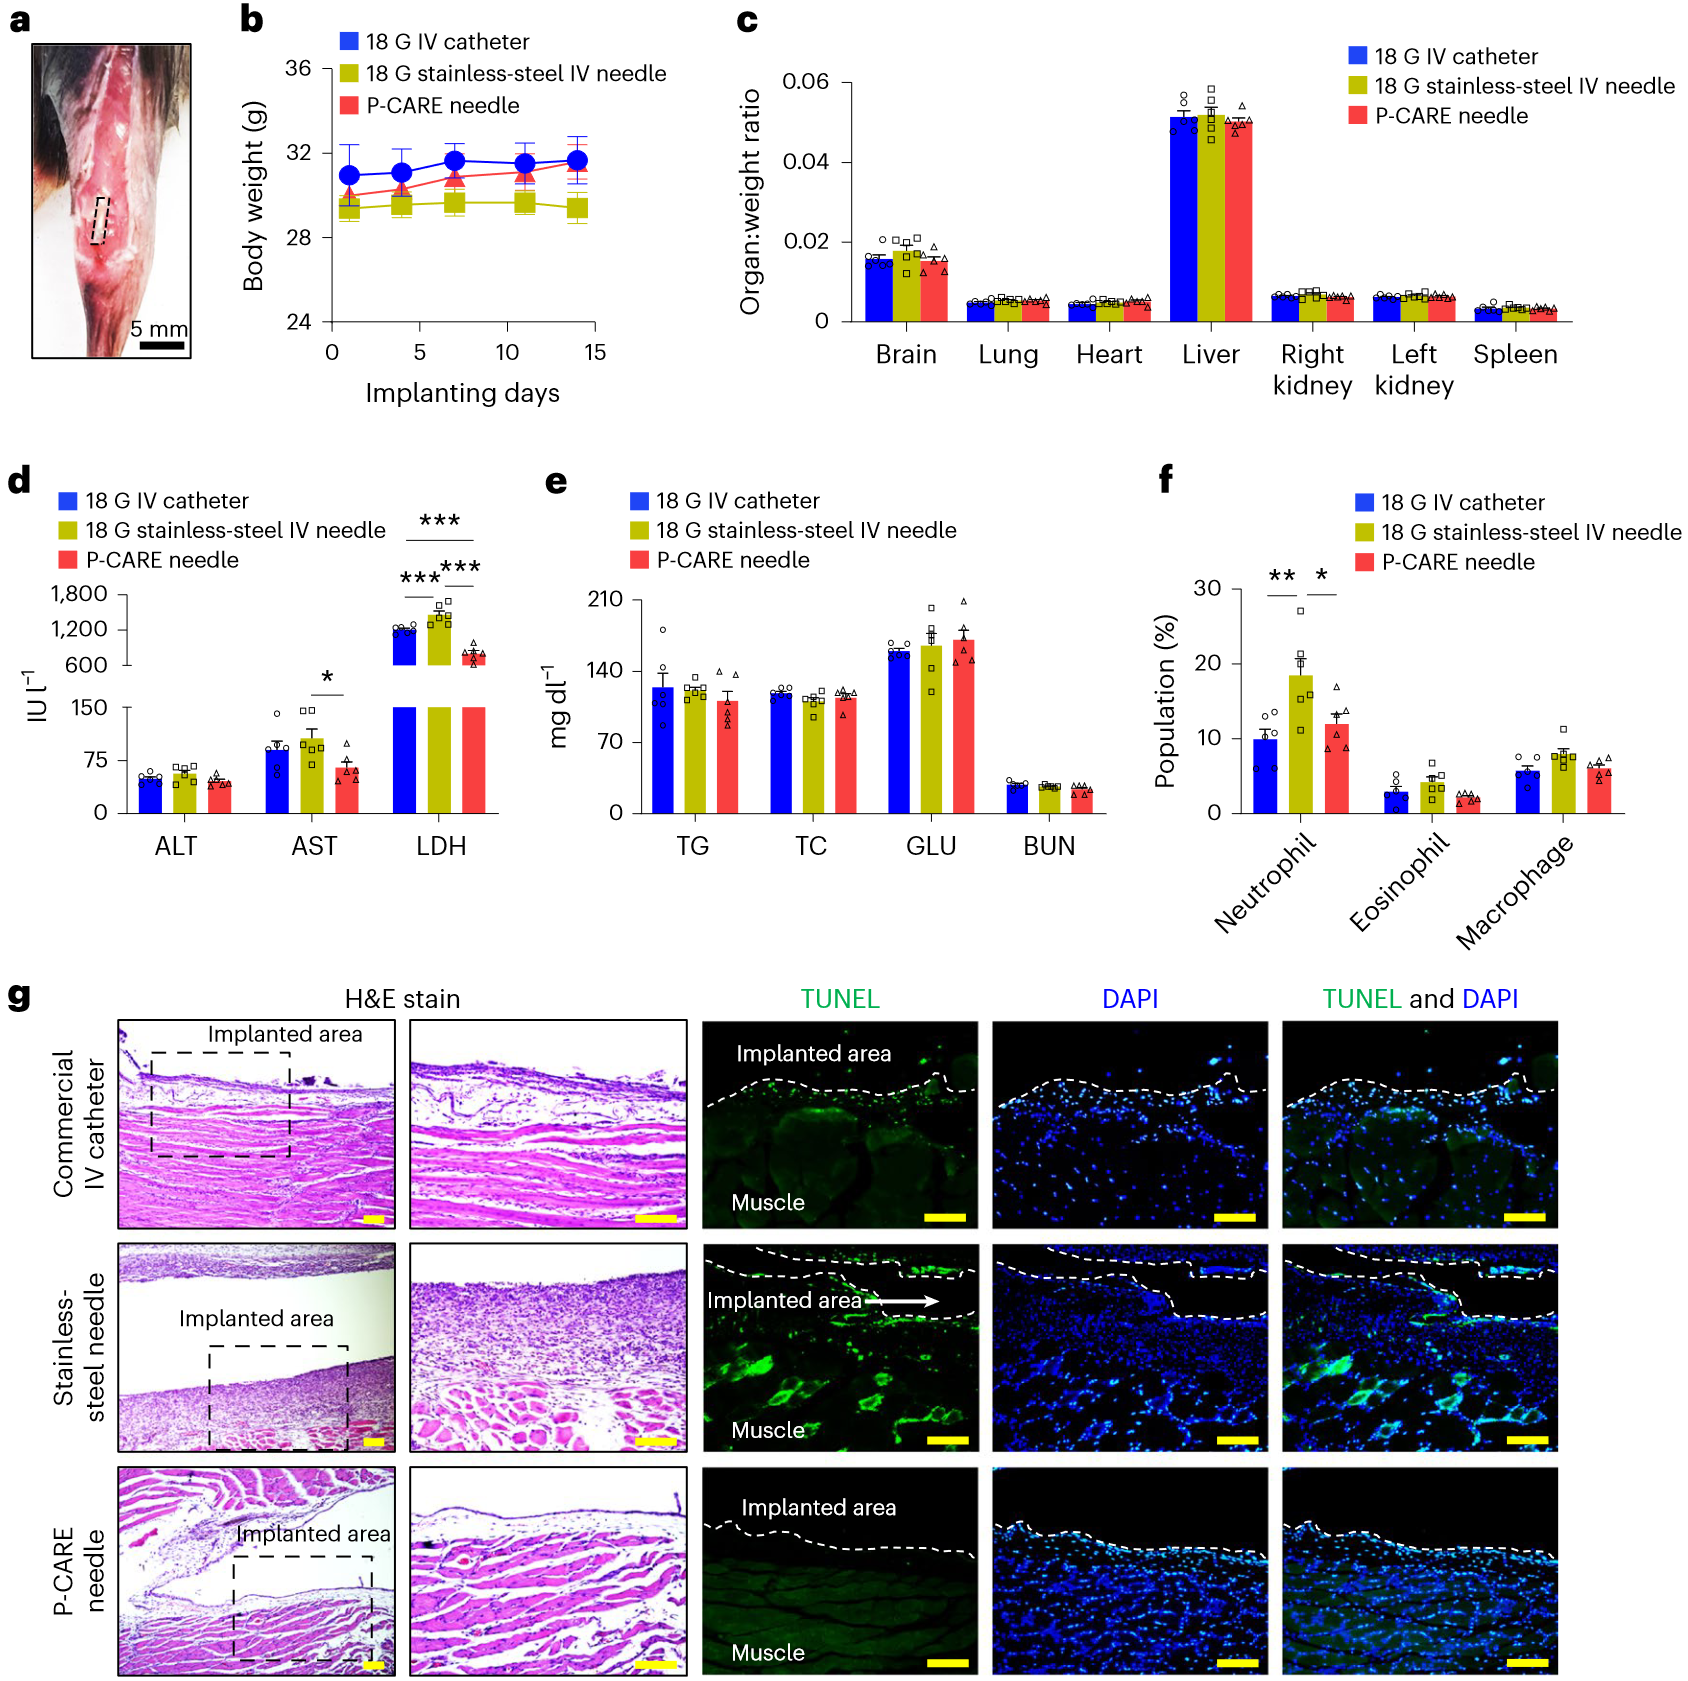 a
5 mm
b
18 G IV catheter
18 G stainless-steel IV needle
P-CARE needle
Body weight (g)
36
32
28
24
0 5 10 15
Implanting days
c
18 G IV catheter
18 G stainless-steel IV needle
P-CARE needle
Organ:weight ratio
0.06
0.04
0.02
0
Brain Lung Heart Liver Right kidney Left kidney Spleen
d
18 G IV catheter
18 G stainless-steel IV needle
P-CARE needle
***
*** ***
*
IU l⁻¹
1,800
1,200
600
150
75
0
ALT AST LDH
e
18 G IV catheter
18 G stainless-steel IV needle
P-CARE needle
mg dl⁻¹
210
140
70
0
TG TC GLU BUN
f
18 G IV catheter
18 G stainless-steel IV needle
P-CARE needle
** *
Population (%)
30
20
10
0
Neutrophil Eosinophil Macrophage
g
H&E stain TUNEL DAPI TUNEL and DAPI
Commercial
IV catheter
Implanted area
Implanted area
Muscle
Stainless-
steel needle
Implanted area
Implanted area
Muscle
P-CARE
needle
Implanted area
Implanted area
Muscle